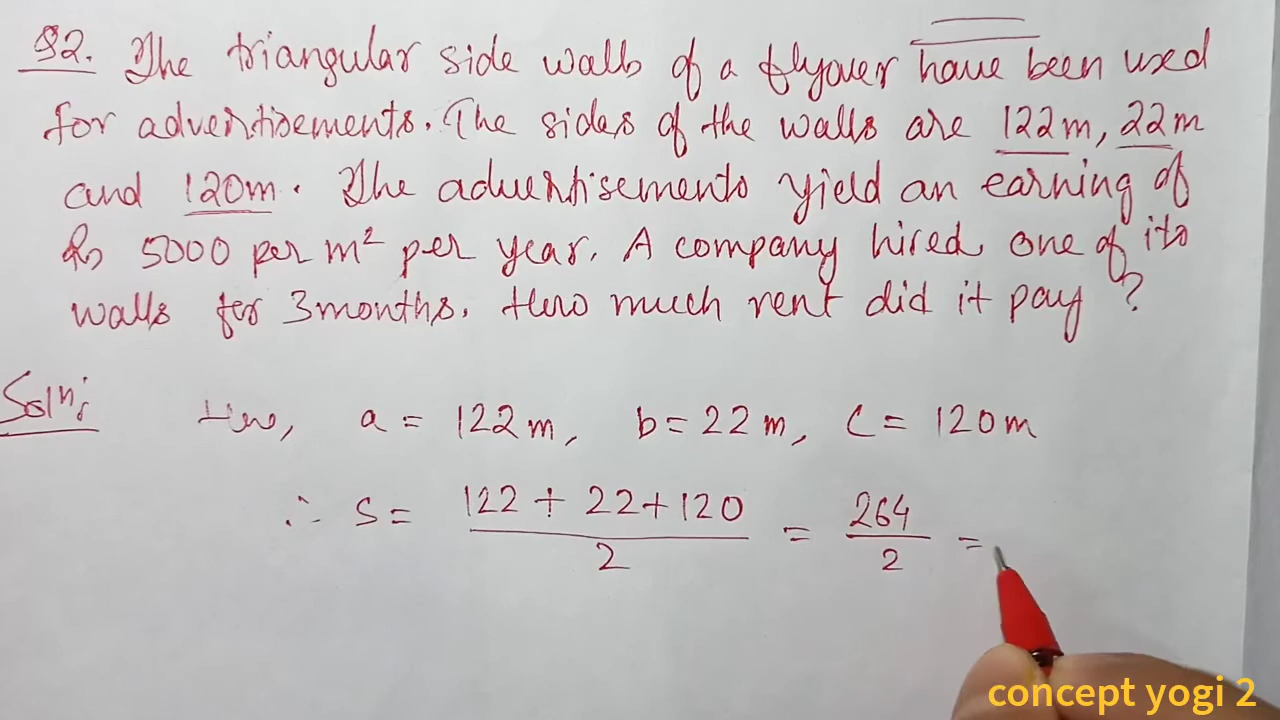 Q2. The triangular side walls of a flyover have been used
for advertisements. The sides of the walls are 122m, 22m
and 120m. The advertisements yield an earning of
Rs 5000 per m² per year. A company hired one of its
walls for 3 months. How much rent did it pay?
Solⁿ: Here, a = 122m, b = 22m, c = 120m
∴ s = (122 + 22 + 120)/2 = 264/2 =
concept yogi 2